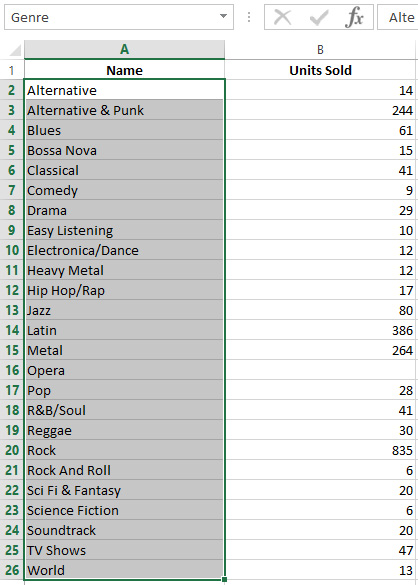 Genre fx Alte
A B
1 Name Units Sold
2 Alternative 14
3 Alternative & Punk 244
4 Blues 61
5 Bossa Nova 15
6 Classical 41
7 Comedy 9
8 Drama 29
9 Easy Listening 10
10 Electronica/Dance 12
11 Heavy Metal 12
12 Hip Hop/Rap 17
13 Jazz 80
14 Latin 386
15 Metal 264
16 Opera
17 Pop 28
18 R&B/Soul 41
19 Reggae 30
20 Rock 835
21 Rock And Roll 6
22 Sci Fi & Fantasy 20
23 Science Fiction 6
24 Soundtrack 20
25 TV Shows 47
26 World 13